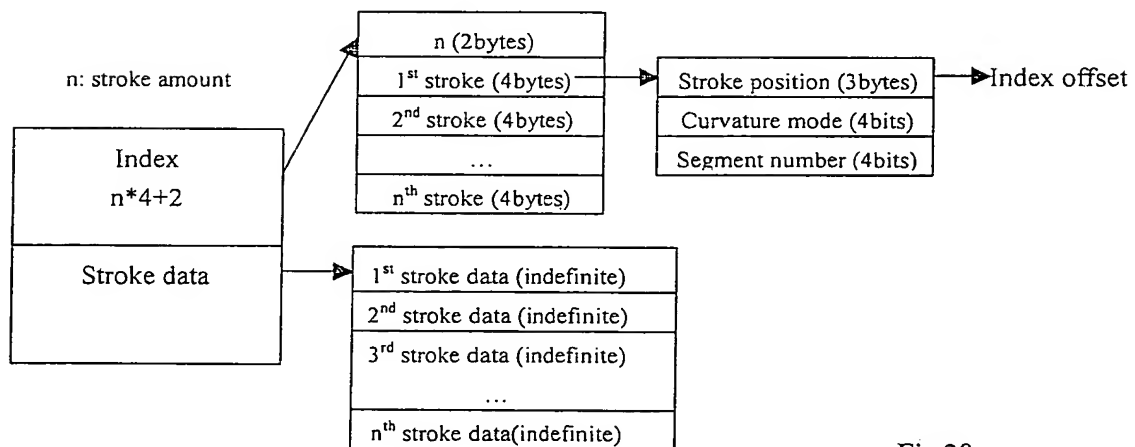 n: stroke amount
Index
n*4+2
Stroke data
n (2bytes)
1st stroke (4bytes)
2nd stroke (4bytes)
...
nth stroke (4bytes)
Stroke position (3bytes)
Curvature mode (4bits)
Segment number (4bits)
Index offset
1st stroke data (indefinite)
2nd stroke data (indefinite)
3rd stroke data (indefinite)
...
nth stroke data(indefinite)